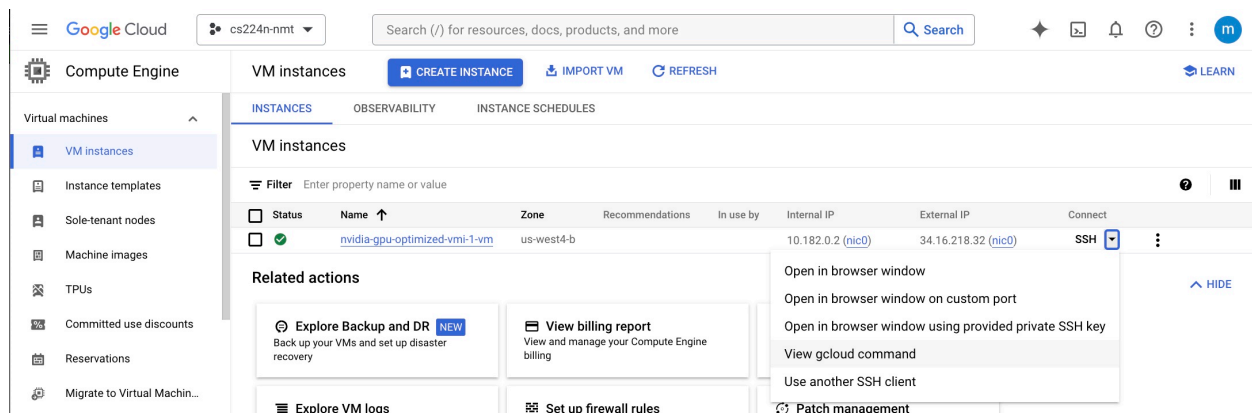 Google Cloud
cs224n-nmt
Search (/) for resources, docs, products, and more
Search
m
Compute Engine
VM instances
CREATE INSTANCE
IMPORT VM
REFRESH
LEARN
Virtual machines
VM instances
Instance templates
Sole-tenant nodes
Machine images
TPUs
Committed use discounts
Reservations
Migrate to Virtual Machin...
INSTANCES OBSERVABILITY INSTANCE SCHEDULES
VM instances
Filter Enter property name or value
Status Name Zone Recommendations In use by Internal IP External IP Connect
nvidia-gpu-optimized-vmi-1-vm us-west4-b 10.182.0.2 (nic0) 34.16.218.32 (nic0) SSH
Open in browser window
Open in browser window on custom port
Open in browser window using provided private SSH key
View gcloud command
Use another SSH client
Related actions
HIDE
Explore Backup and DR NEW
Back up your VMs and set up disaster
recovery
View billing report
View and manage your Compute Engine
billing
Explore VM logs
Set up firewall rules
Patch management